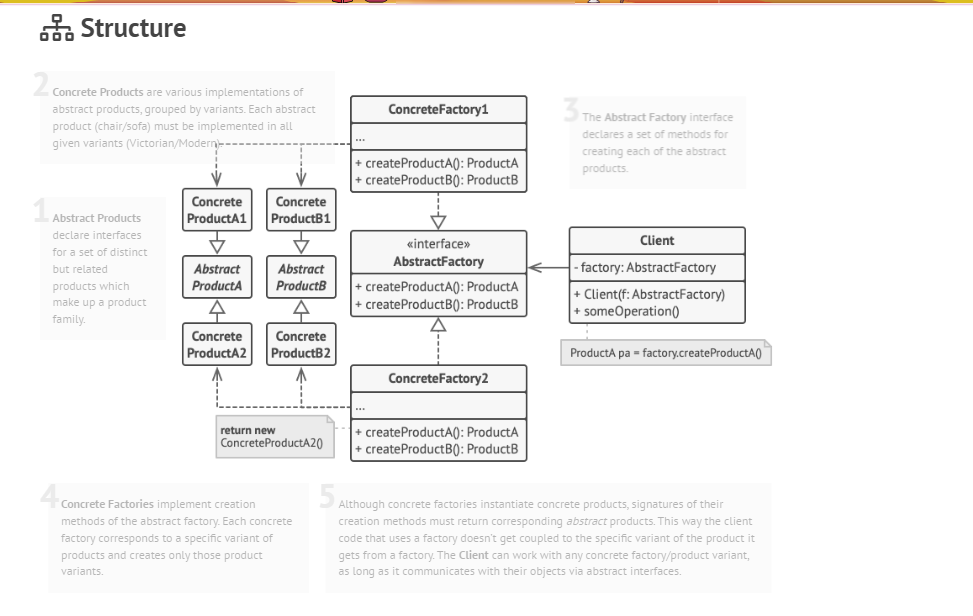 Structure
2
Concrete Products are various implementations of
abstract products, grouped by variants. Each abstract
product (chair/sofa) must be implemented in all
given variants (Victorian/Modern).
ConcreteFactory1
...
+ createProductA(): ProductA
+ createProductB(): ProductB
3
The Abstract Factory interface
declares a set of methods for
creating each of the abstract
products.
1
Abstract Products
declare interfaces
for a set of distinct
but related
products which
make up a product
family.
Concrete
ProductA1
Concrete
ProductB1
Abstract
ProductA
Abstract
ProductB
Concrete
ProductA2
Concrete
ProductB2
«interface»
AbstractFactory
+ createProductA(): ProductA
+ createProductB(): ProductB
Client
- factory: AbstractFactory
+ Client(f: AbstractFactory)
+ someOperation()
ProductA pa = factory.createProductA()
ConcreteFactory2
...
+ createProductA(): ProductA
+ createProductB(): ProductB
return new
ConcreteProductA2()
4
Concrete Factories implement creation
methods of the abstract factory. Each concrete
factory corresponds to a specific variant of
products and creates only those product
variants.
5
Although concrete factories instantiate concrete products, signatures of their
creation methods must return corresponding abstract products. This way the client
code that uses a factory doesn't get coupled to the specific variant of the product it
gets from a factory. The Client can work with any concrete factory/product variant,
as long as it communicates with their objects via abstract interfaces.